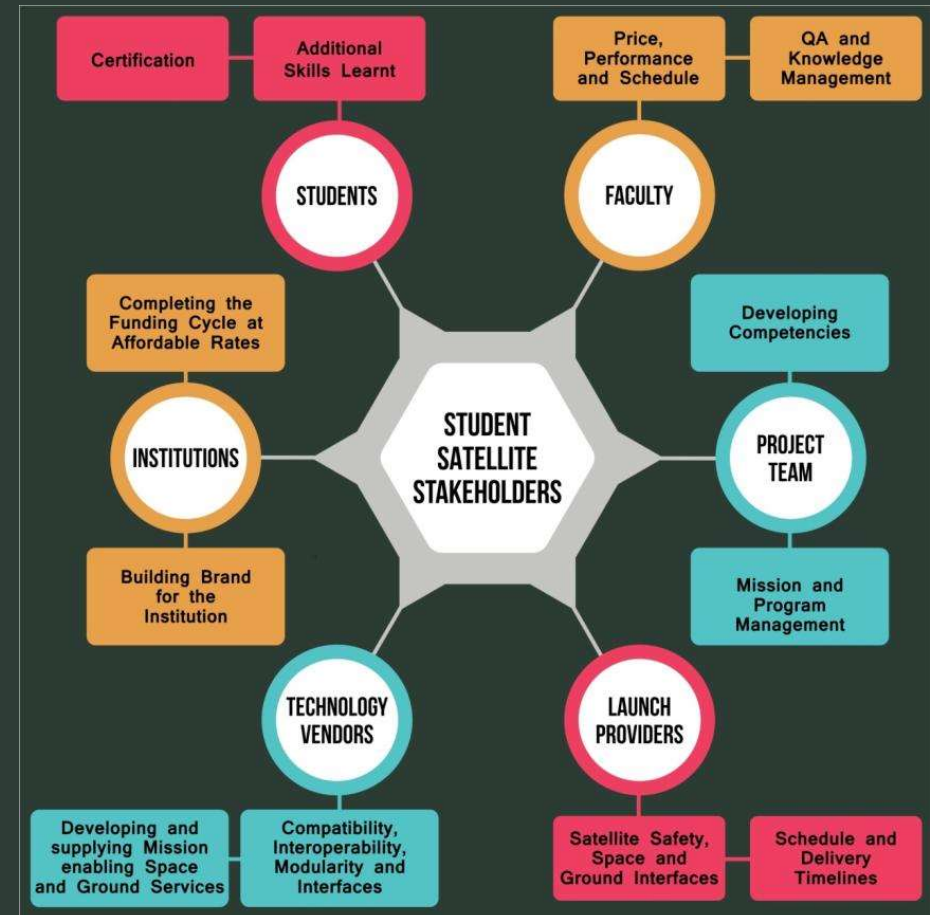 Certification
Additional
Skills Learnt
Price,
Performance
and Schedule
QA and
Knowledge
Management
STUDENTS
FACULTY
Completing the
Funding Cycle at
Affordable Rates
Developing
Competencies
INSTITUTIONS
STUDENT
SATELLITE
STAKEHOLDERS
PROJECT
TEAM
Building Brand
for the
Institution
Mission and
Program
Management
TECHNOLOGY
VENDORS
LAUNCH
PROVIDERS
Developing and
supplying Mission
enabling Space
and Ground Services
Compatibility,
Interoperability,
Modularity and
Interfaces
Satellite Safety,
Space and
Ground Interfaces
Schedule and
Delivery
Timelines